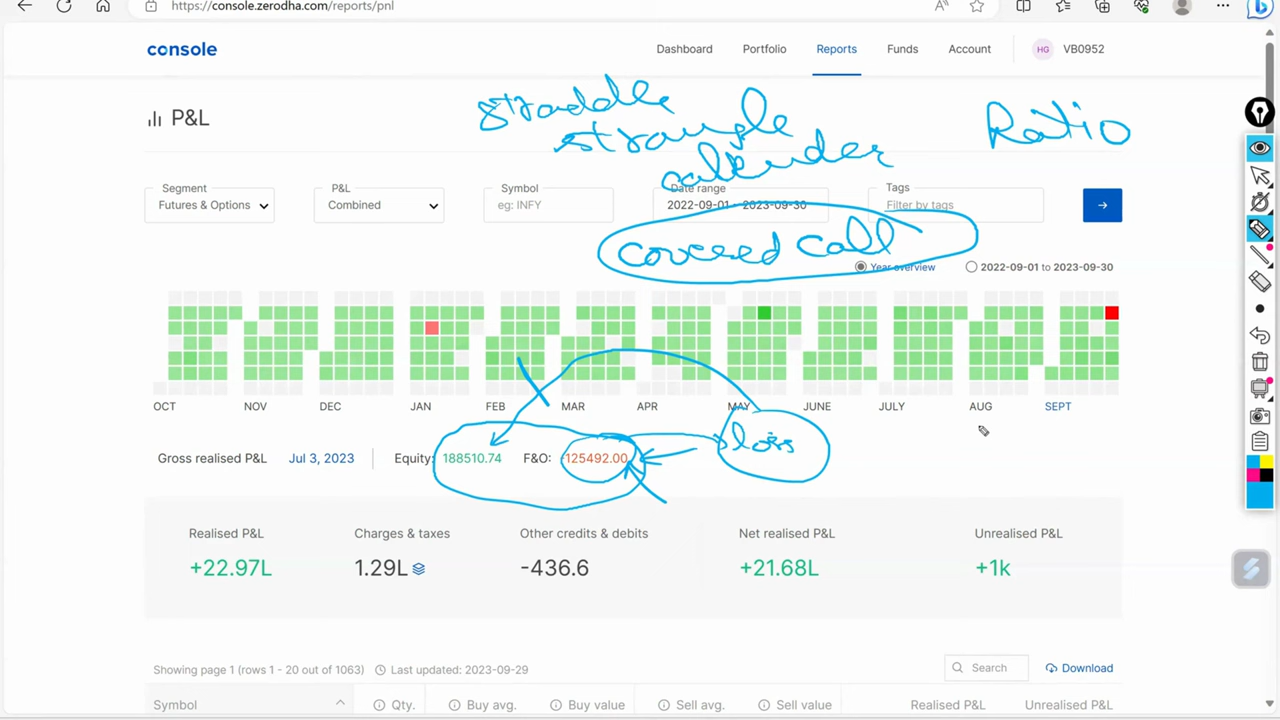 https://console.zerodha.com/reports/pnl
console
Dashboard Portfolio Reports Funds Account HG VB0952
P&L
straddle
strangle
calender
Ratio
Segment P&L Symbol Date range Tags
Futures & Options Combined eg: INFY 2022-09-01 ~ 2023-09-30 Filter by tags
covered call
Year overview 2022-09-01 to 2023-09-30
OCT NOV DEC JAN FEB MAR APR MAY JUNE JULY AUG SEPT
loss
Gross realised P&L Jul 3, 2023 Equity: 188510.74 F&O: -125492.00
Realised P&L Charges & taxes Other credits & debits Net realised P&L Unrealised P&L
+22.97L 1.29L -436.6 +21.68L +1k
Showing page 1 (rows 1 - 20 out of 1063) Last updated: 2023-09-29 Search Download
Symbol Qty. Buy avg. Buy value Sell avg. Sell value Realised P&L Unrealised P&L